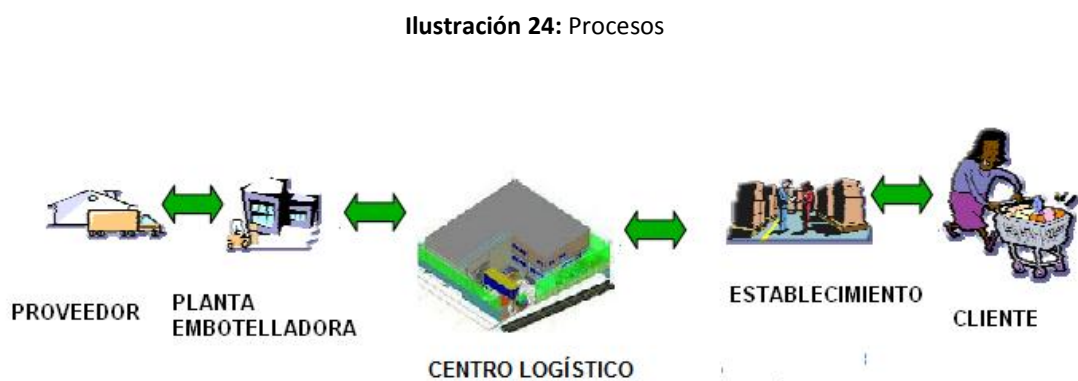 Ilustración 24: Procesos
PROVEEDOR
PLANTA
EMBOTELLADORA
CENTRO LOGÍSTICO
ESTABLECIMIENTO
CLIENTE